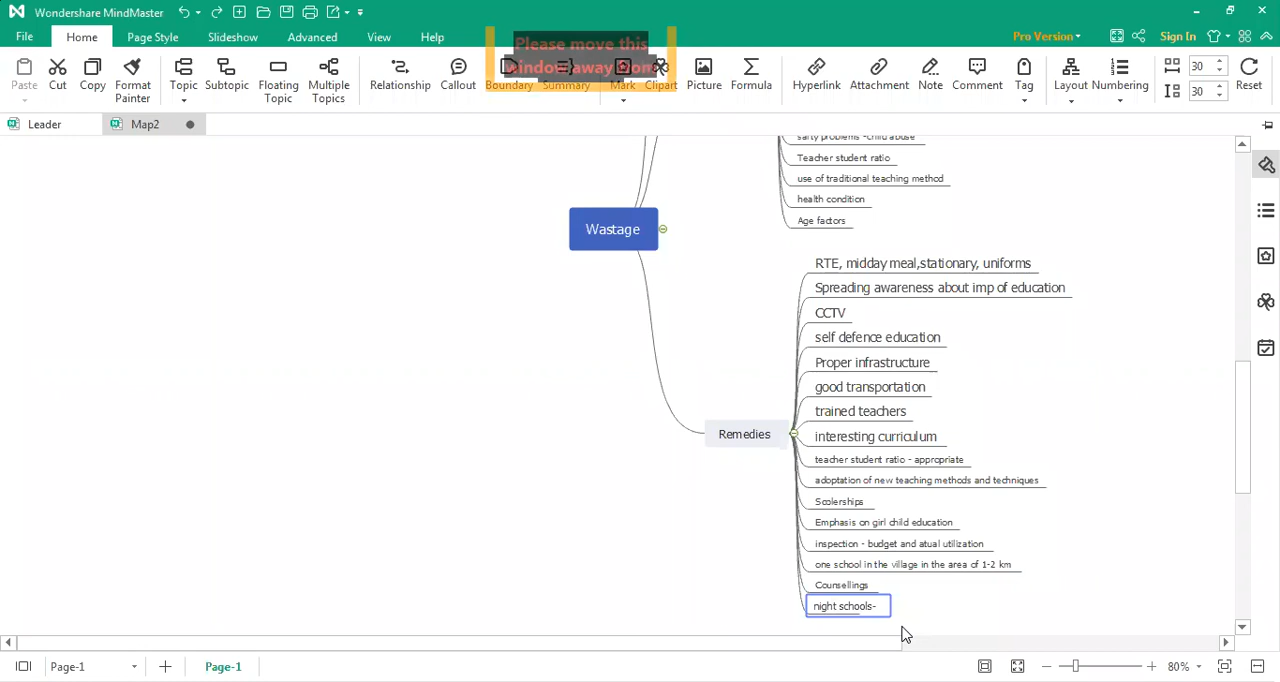 Wondershare MindMaster
File Home Page Style Slideshow Advanced View Help Pro Version Sign In
Please move this
window away from
Paste Cut Copy Format Painter Topic Subtopic Floating Topic Multiple Topics Relationship Callout Boundary Summary Mark Clipart Picture Formula Hyperlink Attachment Note Comment Tag Layout Numbering 30 30 Reset
Leader Map2
salty problems -child abuse
Teacher student ratio
use of traditional teaching method
health condition
Age factors
Wastage
RTE, midday meal,stationary, uniforms
Spreading awareness about imp of education
CCTV
self defence education
Proper infrastructure
good transportation
trained teachers
Remedies
interesting curriculum
teacher student ratio - appropriate
adoptation of new teaching methods and techniques
Scolerships
Emphasis on girl child education
inspection - budget and atual utilization
one school in the village in the area of 1-2 km
Counsellings
night schools-
Page-1 Page-1 80%